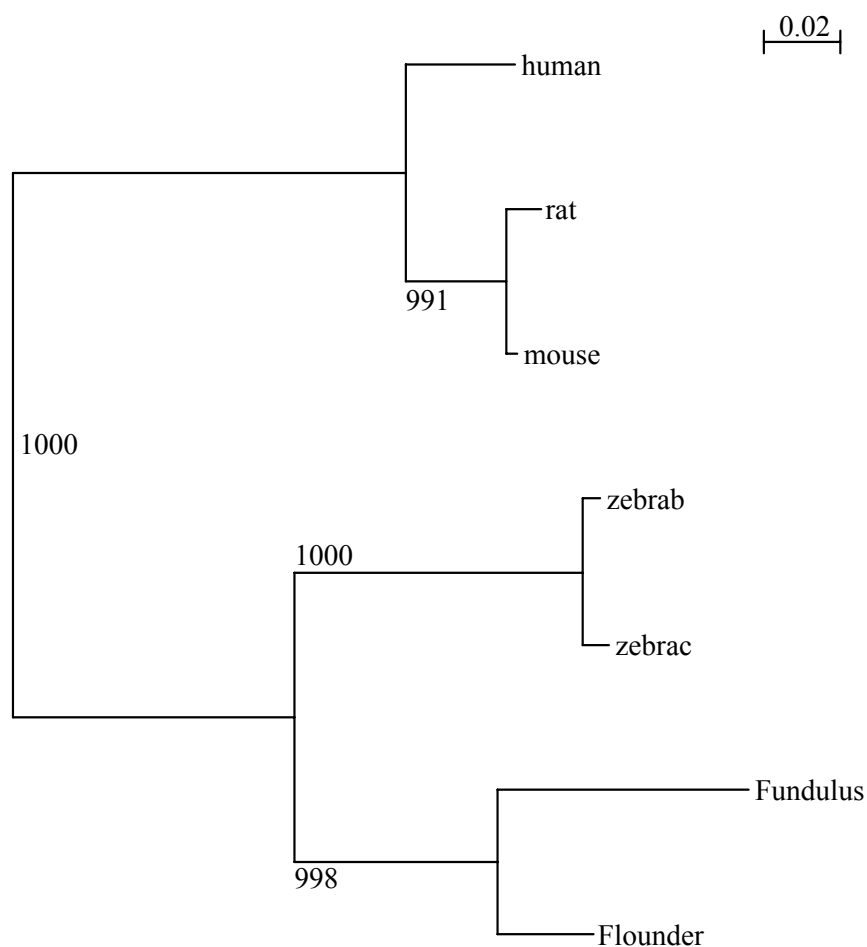 0.02
human
rat
991
mouse
1000
zebrab
1000
zebrac
Fundulus
998
Flounder